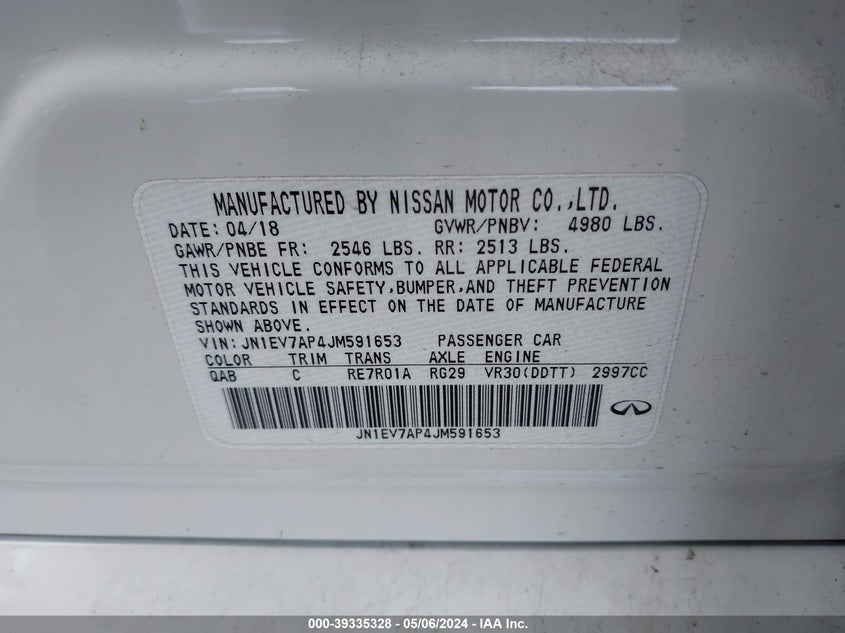 MANUFACTURED BY NISSAN MOTOR CO.,LTD.
DATE: 04/18 GVWR/PNBV: 4980 LBS.
GAWR/PNBE FR: 2546 LBS. RR: 2513 LBS.
THIS VEHICLE CONFORMS TO ALL APPLICABLE FEDERAL
MOTOR VEHICLE SAFETY,BUMPER,AND THEFT PREVENTION
STANDARDS IN EFFECT ON THE DATE OF MANUFACTURE
SHOWN ABOVE.
VIN: JN1EV7AP4JM591653 PASSENGER CAR
COLOR TRIM TRANS AXLE ENGINE
QAB C RE7R01A RG29 VR30(DDTT) 2997CC
JN1EV7AP4JM591653
000-39335328 - 05/06/2024 - IAA Inc.